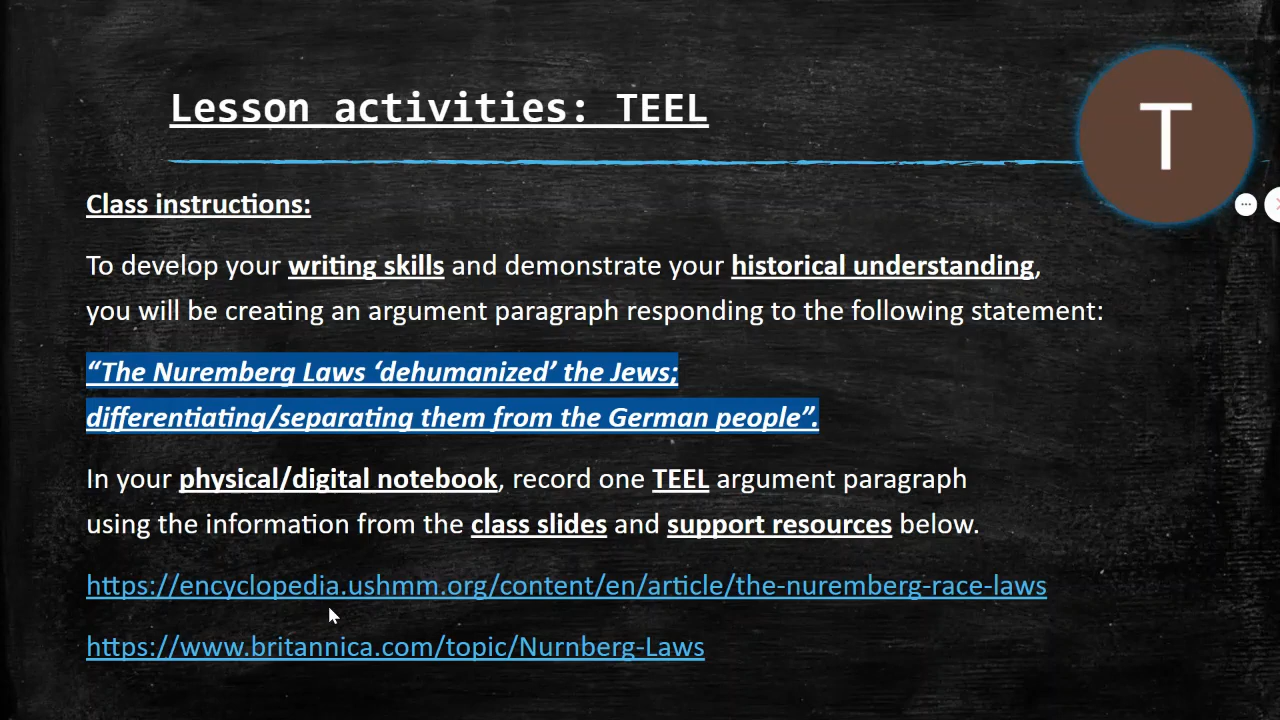 Lesson activities: TEEL
T
Class instructions:
To develop your writing skills and demonstrate your historical understanding,
you will be creating an argument paragraph responding to the following statement:
“The Nuremberg Laws ‘dehumanized’ the Jews;
differentiating/separating them from the German people”.
In your physical/digital notebook, record one TEEL argument paragraph
using the information from the class slides and support resources below.
https://encyclopedia.ushmm.org/content/en/article/the-nuremberg-race-laws
https://www.britannica.com/topic/Nurnberg-Laws